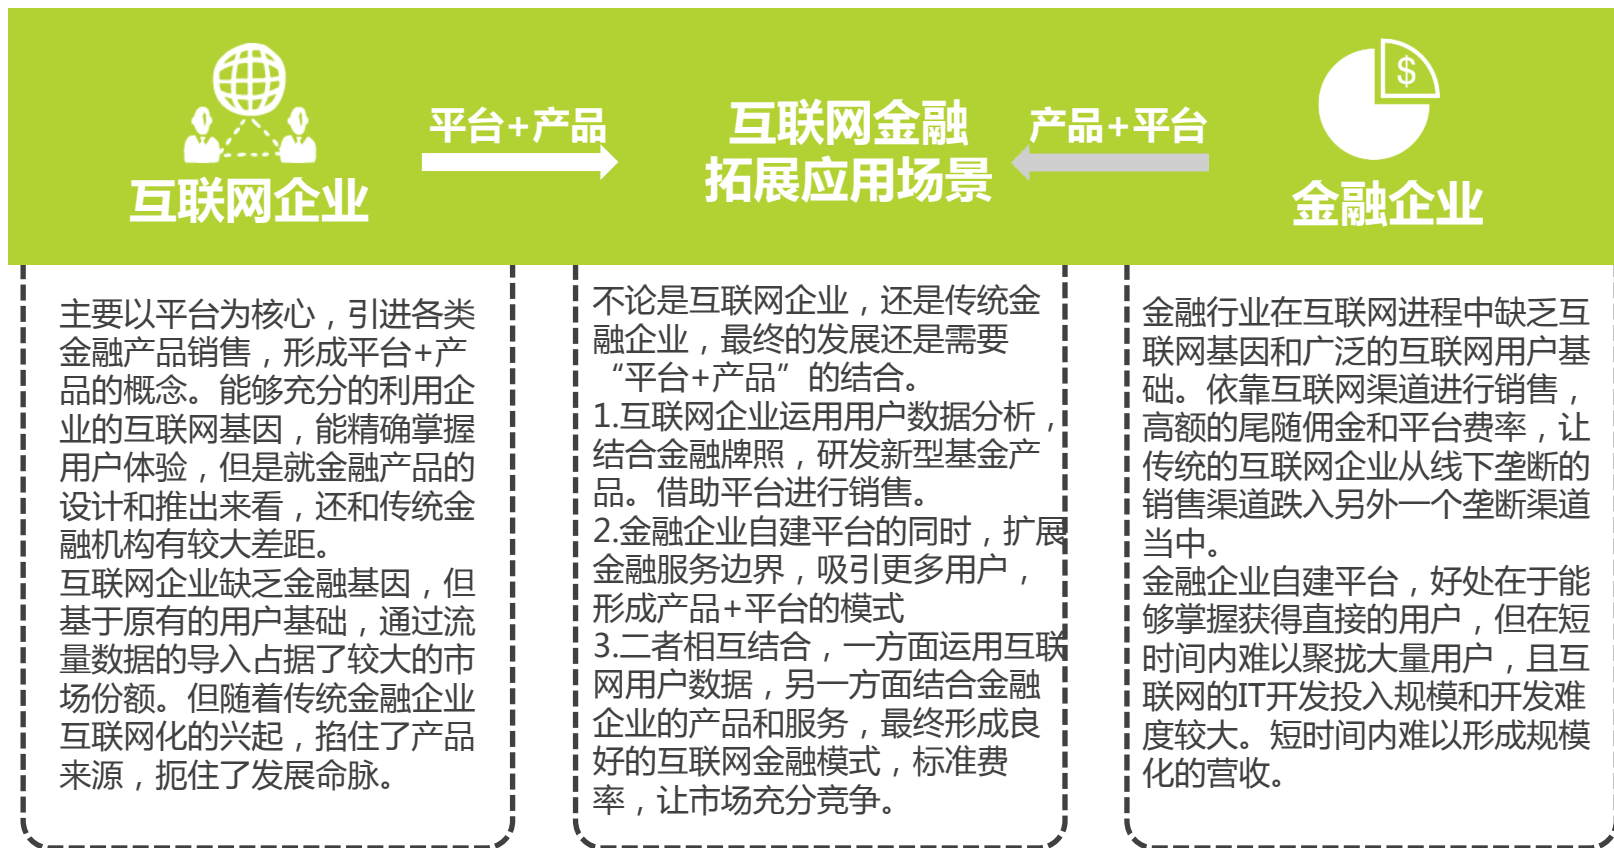 互联网企业
平台+产品
互联网金融
拓展应用场景
产品+平台
$
金融企业
主要以平台为核心，引进各类
金融产品销售，形成平台+产
品的概念。能够充分的利用企
业的互联网基因，能精确掌握
用户体验，但是就金融产品的
设计和推出来看，还和传统金
融机构有较大差距。
互联网企业缺乏金融基因，但
基于原有的用户基础，通过流
量数据的导入占据了较大的市
场份额。但随着传统金融企业
互联网化的兴起，掐住了产品
来源，扼住了发展命脉。
不论是互联网企业，还是传统金
融企业，最终的发展还是需要
“平台+产品”的结合。
1.互联网企业运用用户数据分析，
结合金融牌照，研发新型基金产
品。借助平台进行销售。
2.金融企业自建平台的同时，扩展
金融服务边界，吸引更多用户，
形成产品+平台的模式
3.二者相互结合，一方面运用互联
网用户数据，另一方面结合金融
企业的产品和服务，最终形成良
好的互联网金融模式，标准费
率，让市场充分竞争。
金融行业在互联网进程中缺乏互
联网基因和广泛的互联网用户基
础。依靠互联网渠道进行销售，
高额的尾随佣金和平台费率，让
传统的互联网企业从线下垄断的
销售渠道跌入另外一个垄断渠道
当中。
金融企业自建平台，好处在于能
够掌握获得直接的用户，但在短
时间内难以聚拢大量用户，且互
联网的IT开发投入规模和开发难
度较大。短时间内难以形成规模
化的营收。